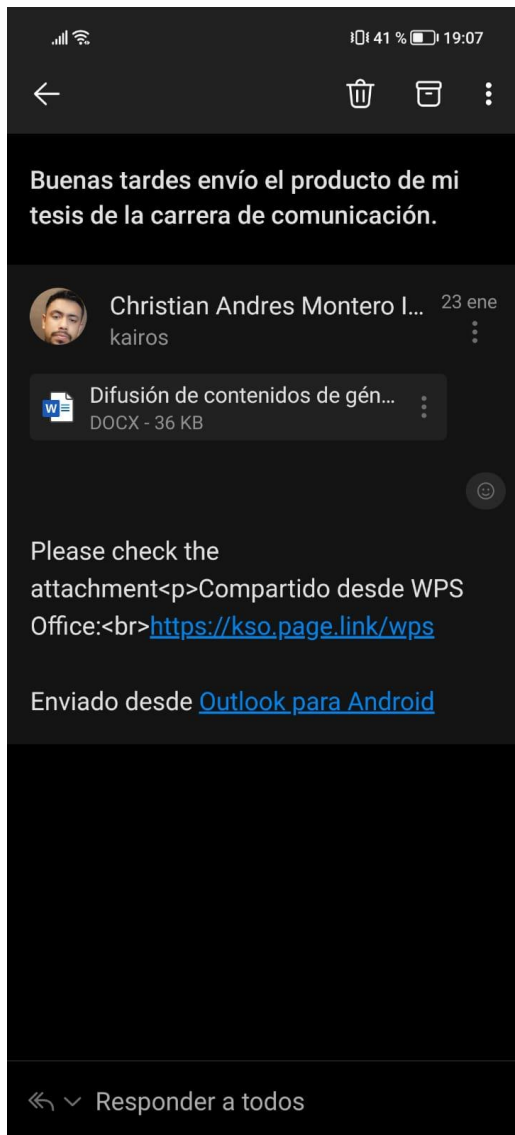 41 % 19:07
Buenas tardes envío el producto de mi
tesis de la carrera de comunicación.
Christian Andres Montero I... 23 ene
kairos
W
Difusión de contenidos de gén...
DOCX - 36 KB
Please check the
attachment<p>Compartido desde WPS
Office:<br>https://kso.page.link/wps
Enviado desde Outlook para Android
Responder a todos